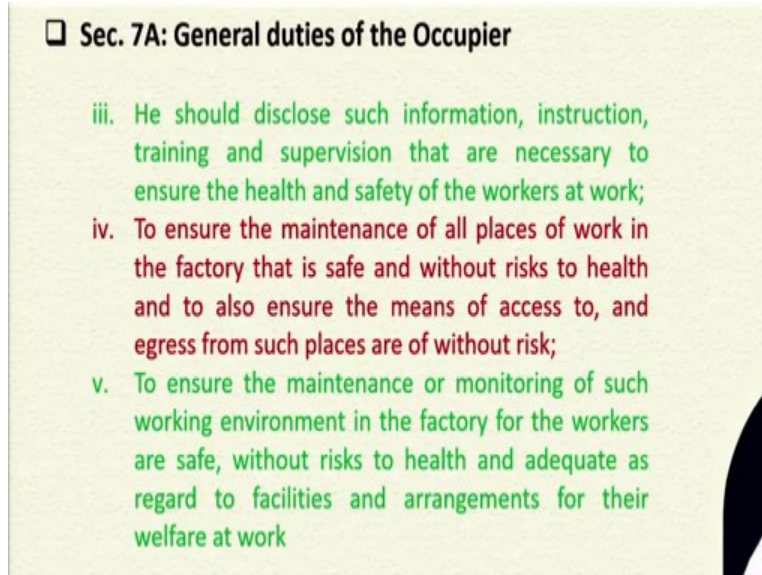 Sec. 7A: General duties of the Occupier
iii. He should disclose such information, instruction,
training and supervision that are necessary to
ensure the health and safety of the workers at work;
iv. To ensure the maintenance of all places of work in
the factory that is safe and without risks to health
and to also ensure the means of access to, and
egress from such places are of without risk;
v. To ensure the maintenance or monitoring of such
working environment in the factory for the workers
are safe, without risks to health and adequate as
regard to facilities and arrangements for their
welfare at work